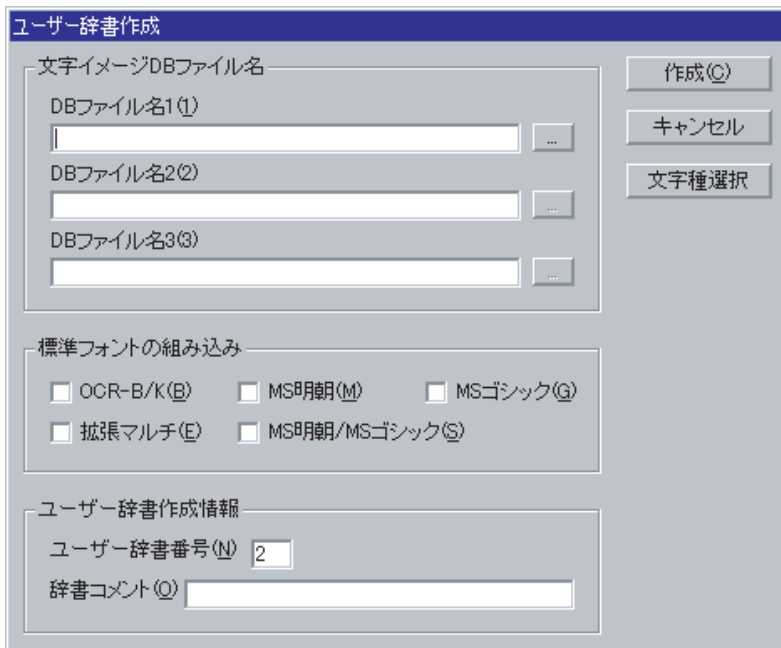 ユーザー辞書作成
文字イメージDBファイル名
作成(C)
DBファイル名1(1)
キャンセル
...
DBファイル名2(2)
文字種選択
...
DBファイル名3(3)
...
標準フォントの組み込み
OCR-B/K(B) MS明朝(M) MSゴシック(G)
拡張マルチ(E) MS明朝/MSゴシック(S)
ユーザー辞書作成情報
ユーザー辞書番号(N) 2
辞書コメント(O)